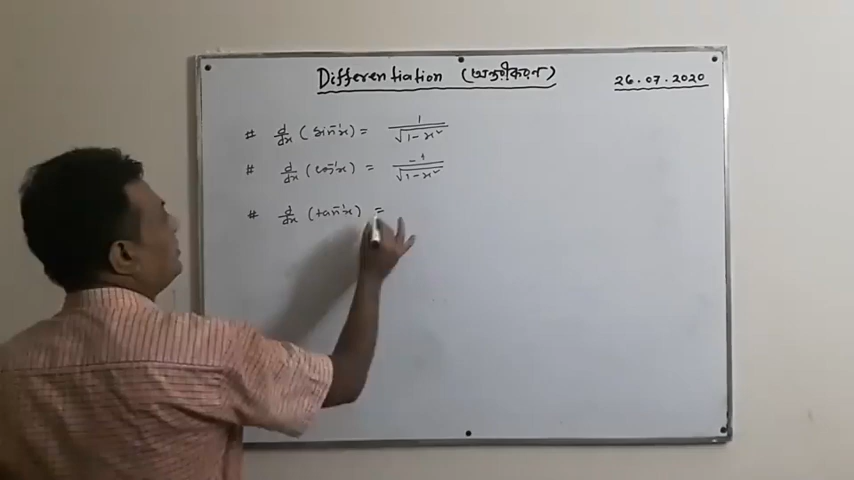 Differentiation (অন্তরীকরণ)
26.07.2020
# d/dx (sin⁻¹x) = 1/√(1-x²)
# d/dx (cos⁻¹x) = -1/√(1-x²)
# d/dx (tan⁻¹x) =